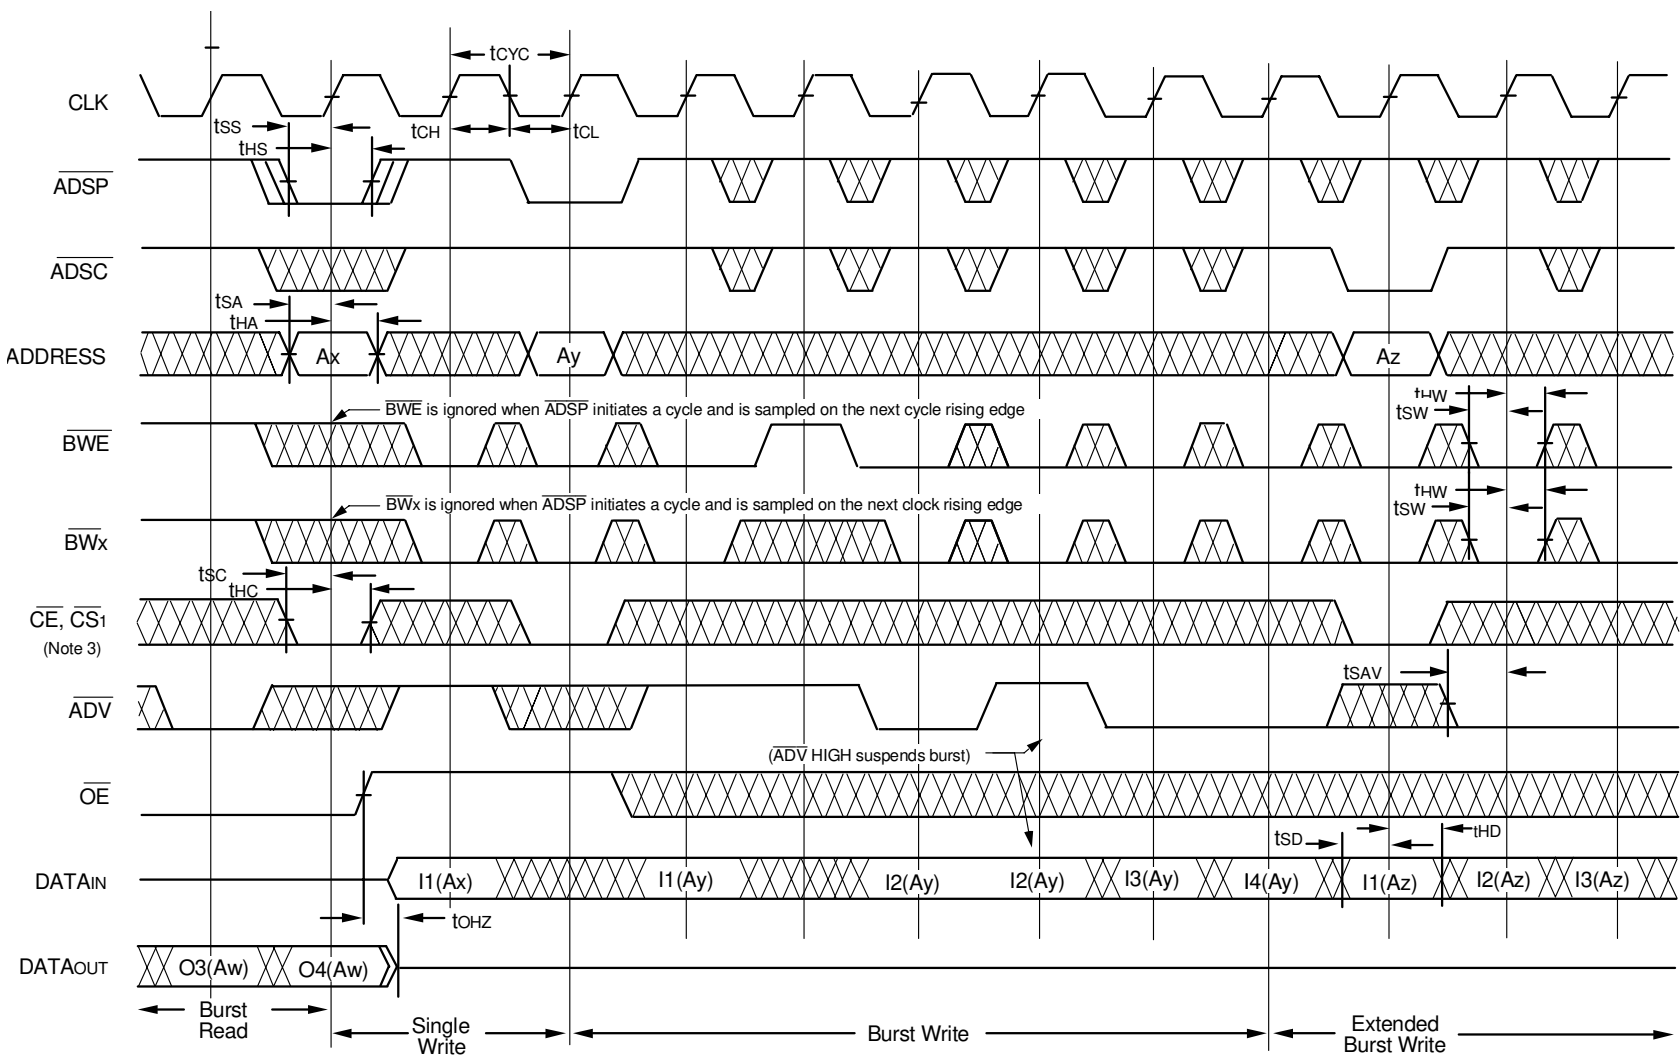 tCYC
CLK
tSS
tCH
tCL
tHS
ADSP
ADSC
tSA
tHA
ADDRESS
Ax
Ay
Az
tHW
tSW
BWE is ignored when ADSP initiates a cycle and is sampled on the next cycle rising edge
BWE
tHW
tSW
BWx is ignored when ADSP initiates a cycle and is sampled on the next clock rising edge
BWx
tSC
tHC
CE, CS1
(Note 3)
tSAV
ADV
(ADV HIGH suspends burst)
OE
tSD
tHD
DATAIN
I1(Ax)
I1(Ay)
I2(Ay)
I2(Ay)
I3(Ay)
I4(Ay)
I1(Az)
I2(Az)
I3(Az)
tOHZ
DATAOUT
O3(Aw)
O4(Aw)
Burst
Read
Single
Write
Burst Write
Extended
Burst Write